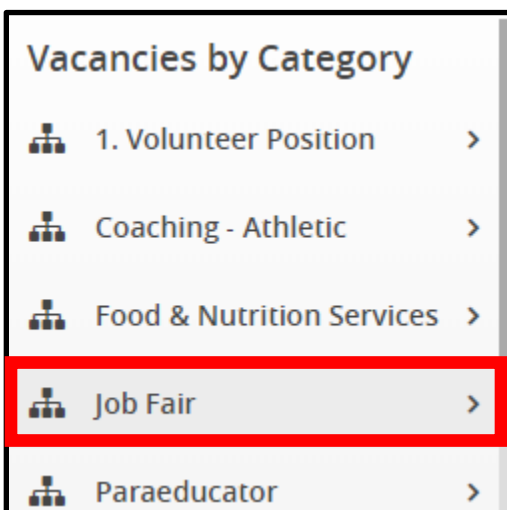 Vacancies by Category
1. Volunteer Position
Coaching - Athletic
Food & Nutrition Services
Job Fair
Paraeducator